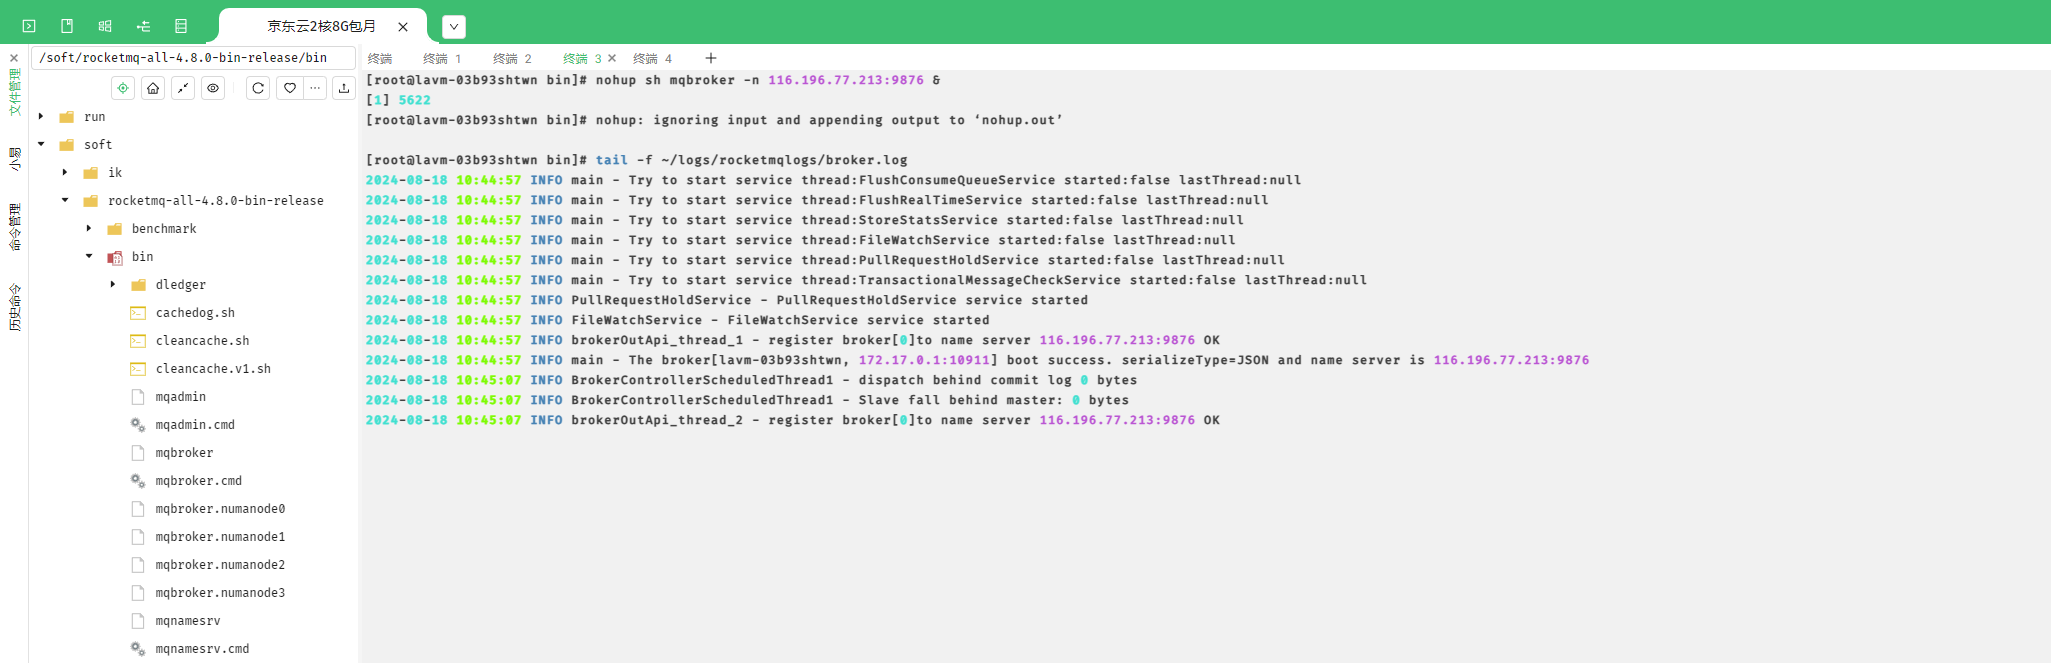 京东云2核8G包月
/soft/rocketmq-all-4.8.0-bin-release/bin
文件管理
小易
命令管理
历史命令
run
soft
ik
rocketmq-all-4.8.0-bin-release
benchmark
bin
dledger
cachedog.sh
cleancache.sh
cleancache.v1.sh
mqadmin
mqadmin.cmd
mqbroker
mqbroker.cmd
mqbroker.numanode0
mqbroker.numanode1
mqbroker.numanode2
mqbroker.numanode3
mqnamesrv
mqnamesrv.cmd
终端 终端 1 终端 2 终端 3 终端 4
[root@lavm-03b93shtwn bin]# nohup sh mqbroker -n 116.196.77.213:9876 &
[1] 5622
[root@lavm-03b93shtwn bin]# nohup: ignoring input and appending output to ‘nohup.out’
[root@lavm-03b93shtwn bin]# tail -f ~/logs/rocketmqlogs/broker.log
2024-08-18 10:44:57 INFO main - Try to start service thread:FlushConsumeQueueService started:false lastThread:null
2024-08-18 10:44:57 INFO main - Try to start service thread:FlushRealTimeService started:false lastThread:null
2024-08-18 10:44:57 INFO main - Try to start service thread:StoreStatsService started:false lastThread:null
2024-08-18 10:44:57 INFO main - Try to start service thread:FileWatchService started:false lastThread:null
2024-08-18 10:44:57 INFO main - Try to start service thread:PullRequestHoldService started:false lastThread:null
2024-08-18 10:44:57 INFO main - Try to start service thread:TransactionalMessageCheckService started:false lastThread:null
2024-08-18 10:44:57 INFO PullRequestHoldService - PullRequestHoldService service started
2024-08-18 10:44:57 INFO FileWatchService - FileWatchService service started
2024-08-18 10:44:57 INFO brokerOutApi_thread_1 - register broker[0]to name server 116.196.77.213:9876 OK
2024-08-18 10:44:57 INFO main - The broker[lavm-03b93shtwn, 172.17.0.1:10911] boot success. serializeType=JSON and name server is 116.196.77.213:9876
2024-08-18 10:45:07 INFO BrokerControllerScheduledThread1 - dispatch behind commit log 0 bytes
2024-08-18 10:45:07 INFO BrokerControllerScheduledThread1 - Slave fall behind master: 0 bytes
2024-08-18 10:45:07 INFO brokerOutApi_thread_2 - register broker[0]to name server 116.196.77.213:9876 OK